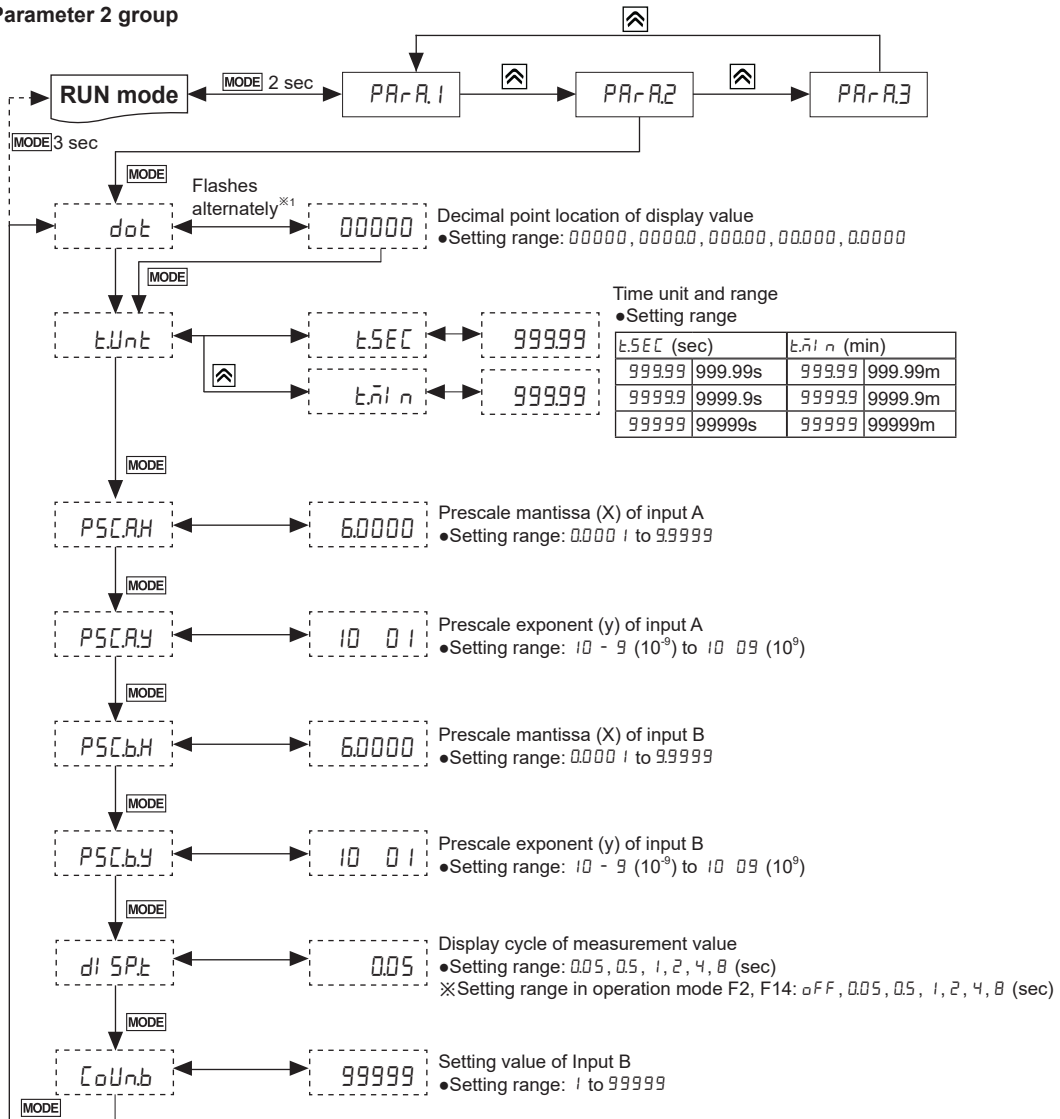 Parameter 2 group
RUN mode
MODE 2 sec
PArA.1
PArA.2
PArA.3
MODE 3 sec
MODE
Flashes
alternately※1
dot
00000
Decimal point location of display value
●Setting range: 00000, 0000.0, 000.00, 00.000, 0.0000
MODE
t.Unt
t.SEC
999.99
t.mIn
999.99
Time unit and range
●Setting range
t.SEC (sec) t.mIn (min)
999.99 999.99s 999.99 999.99m
9999.9 9999.9s 9999.9 9999.9m
99999 99999s 99999 99999m
MODE
PSC.A.H
6.0000
Prescale mantissa (X) of input A
●Setting range: 0.0001 to 9.9999
MODE
PSC.A.Y
10 01
Prescale exponent (y) of input A
●Setting range: 10 - 9 (10⁻⁹) to 10 09 (10⁹)
MODE
PSC.b.H
6.0000
Prescale mantissa (X) of input B
●Setting range: 0.0001 to 9.9999
MODE
PSC.b.Y
10 01
Prescale exponent (y) of input B
●Setting range: 10 - 9 (10⁻⁹) to 10 09 (10⁹)
MODE
dISP.t
0.05
Display cycle of measurement value
●Setting range: 0.05, 0.5, 1, 2, 4, 8 (sec)
※Setting range in operation mode F2, F14: oFF, 0.05, 0.5, 1, 2, 4, 8 (sec)
MODE
CoUn.b
99999
Setting value of Input B
●Setting range: 1 to 99999
MODE